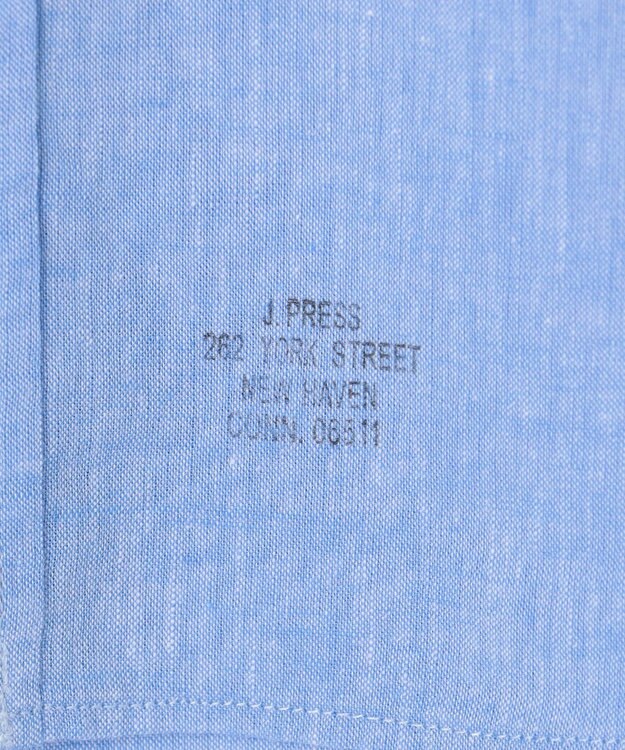 J. PRESS
262 YORK STREET
NEW HAVEN
CONN. 06511